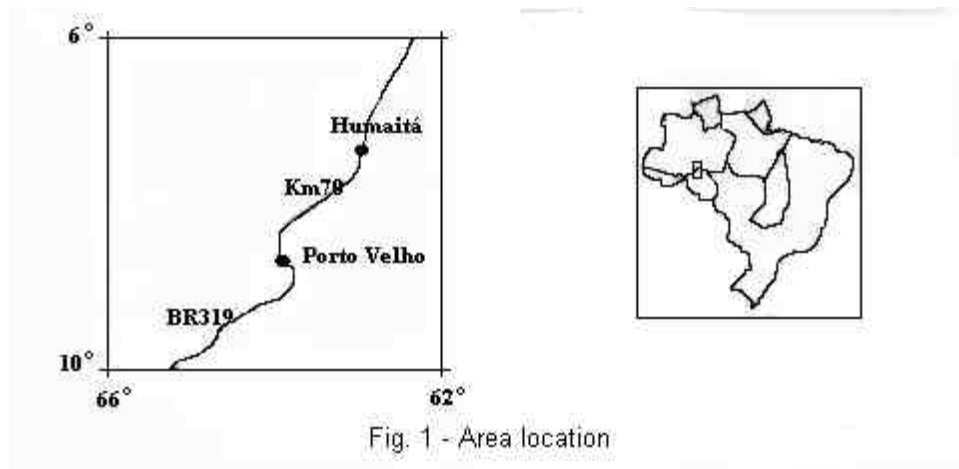 6°
Humaitá
Km70
Porto Velho
BR319
10°
66°
62°
Fig. 1 - Area location